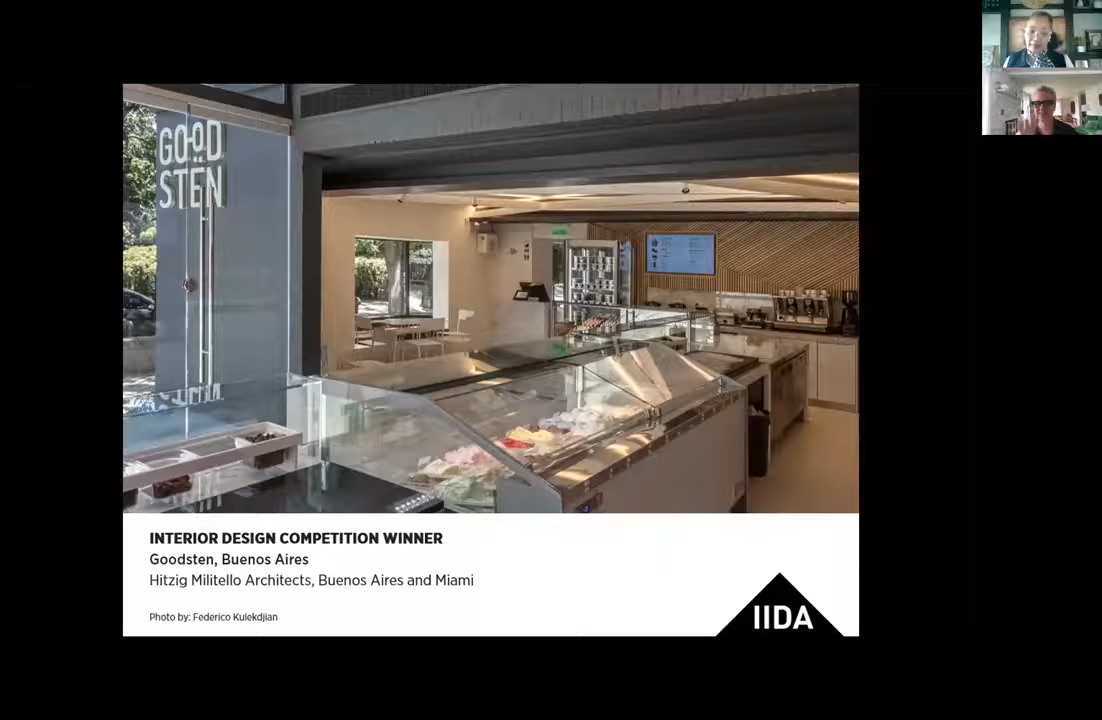 GOOD
STËN
INTERIOR DESIGN COMPETITION WINNER
Goodsten, Buenos Aires
Hitzig Militello Architects, Buenos Aires and Miami
Photo by: Federico Kulekdjian
IIDA